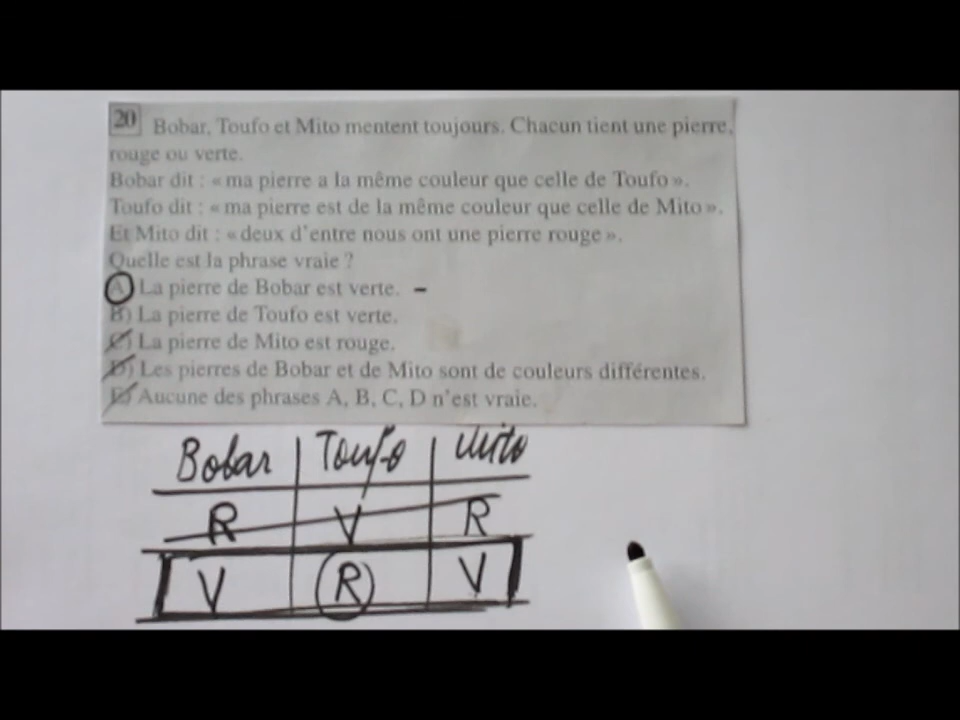 20 Bobar, Toufo et Mito mentent toujours. Chacun tient une pierre,
rouge ou verte.
Bobar dit : « ma pierre a la même couleur que celle de Toufo ».
Toufo dit : « ma pierre est de la même couleur que celle de Mito ».
Et Mito dit : « deux d'entre nous ont une pierre rouge ».
Quelle est la phrase vraie ?
A) La pierre de Bobar est verte. –
B) La pierre de Toufo est verte.
C) La pierre de Mito est rouge.
D) Les pierres de Bobar et de Mito sont de couleurs différentes.
E) Aucune des phrases A, B, C, D n'est vraie.
Bobar Toufo Mito
R V R
V R V